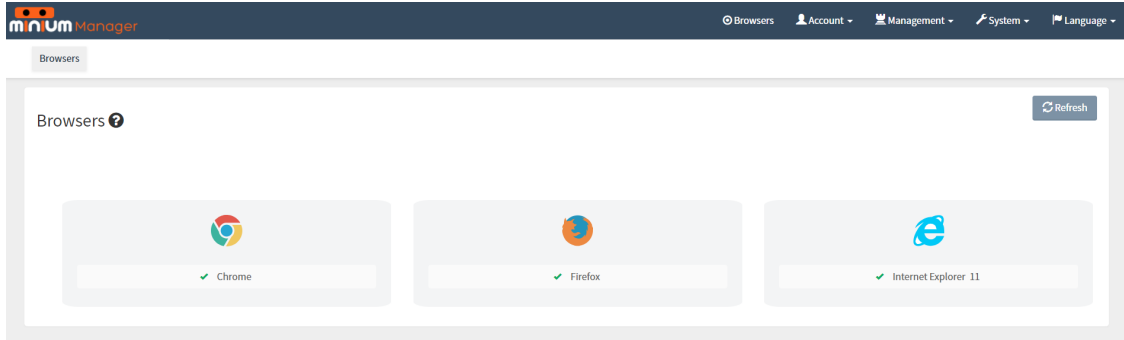 minium Manager
Browsers Account Management System Language
Browsers
Browsers
Refresh
Chrome
Firefox
Internet Explorer 11